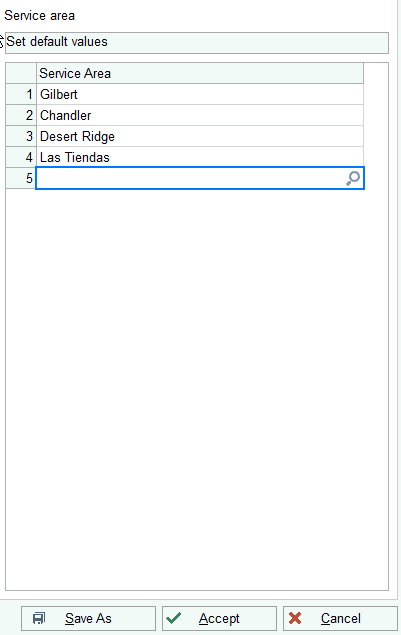 Service area
Set default values
Service Area
1 Gilbert
2 Chandler
3 Desert Ridge
4 Las Tiendas
5
Save As Accept Cancel